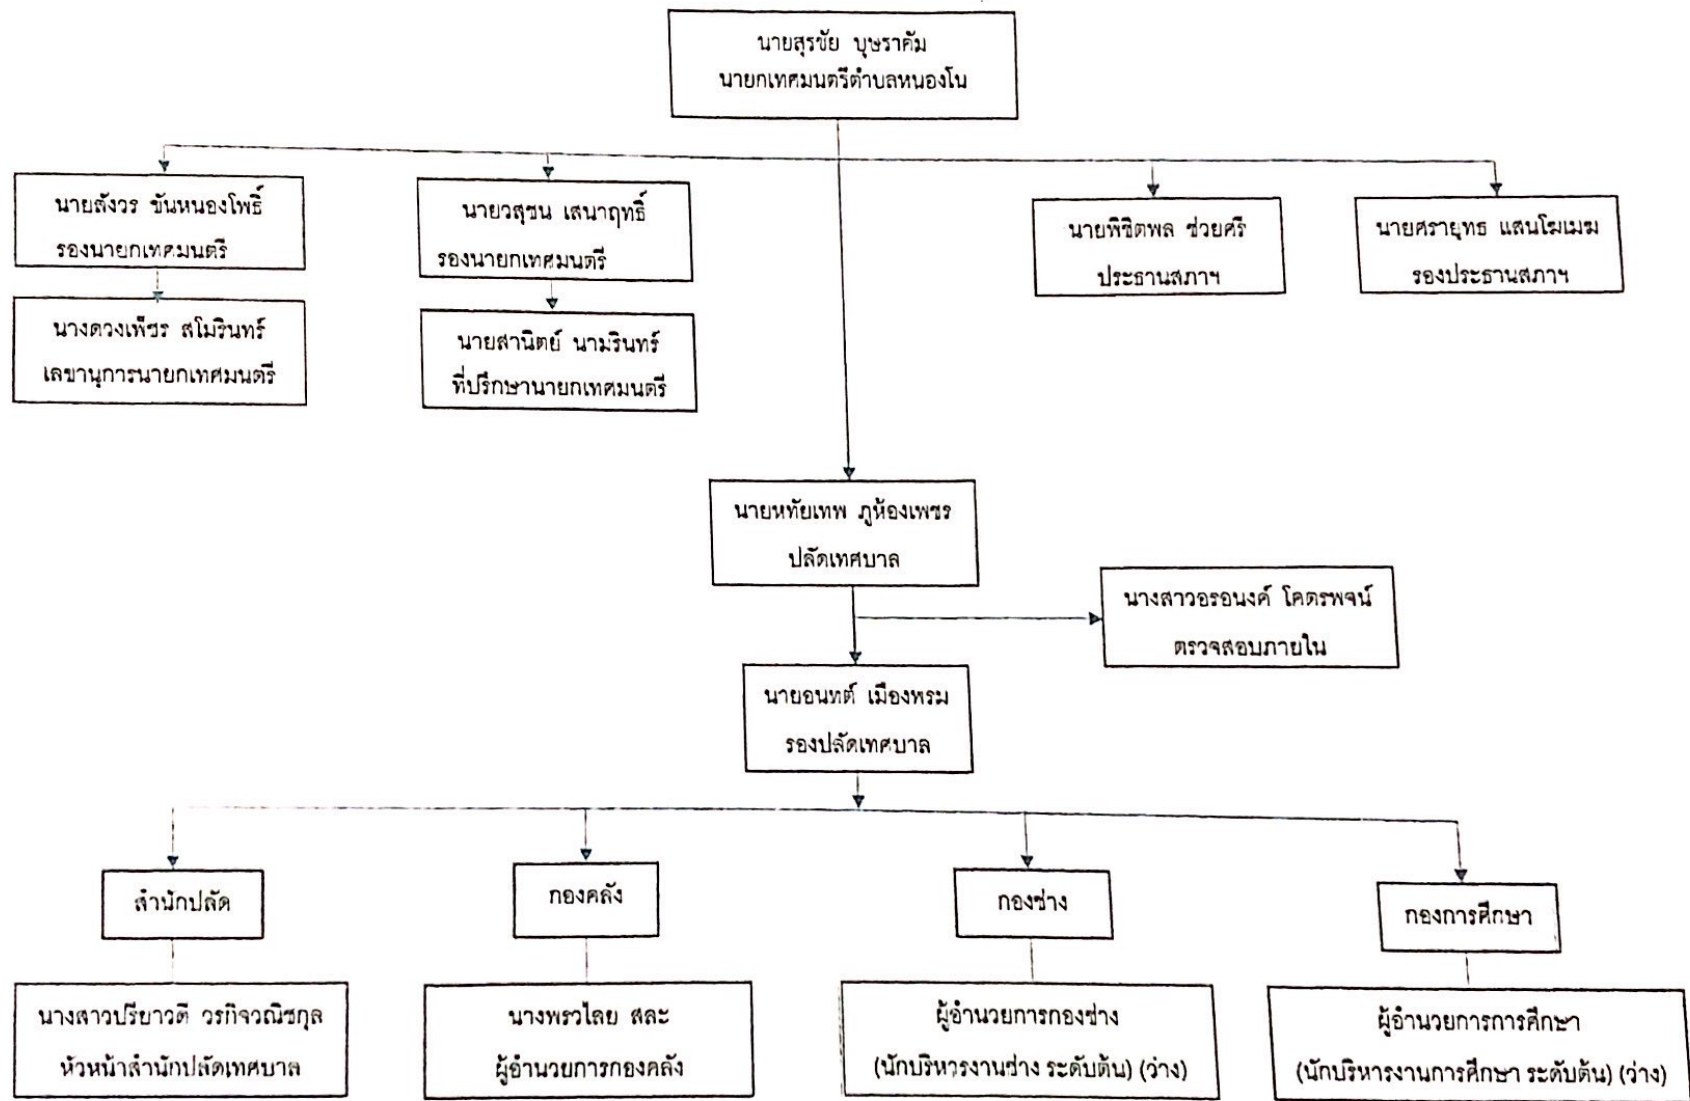 นายสุรชัย บุษราคัม
นายกเทศมนตรีตำบลหนองโน
นายสังวร ขันหนองโพธิ์
รองนายกเทศมนตรี
นายวสุชน เสนาฤทธิ์
รองนายกเทศมนตรี
นายพิชิตพล ช่วยศรี
ประธานสภาฯ
นายศรายุทธ แสนโฆเมฆ
รองประธานสภาฯ
นางดวงเพ็ชร สโมรินทร์
เลขานุการนายกเทศมนตรี
นายสานิตย์ นามรินทร์
ที่ปรึกษานายกเทศมนตรี
นายหทัยเทพ ภูห้องเพชร
ปลัดเทศบาล
นางสาวอรอนงค์ โคตรพจน์
ตรวจสอบภายใน
นายอนทต์ เมืองพรม
รองปลัดเทศบาล
สำนักปลัด
กองคลัง
กองช่าง
กองการศึกษา
นางสาวปรียาวดี วรกิจวณิชกุล
หัวหน้าสำนักปลัดเทศบาล
นางพรวไลย สละ
ผู้อำนวยการกองคลัง
ผู้อำนวยการกองช่าง
(นักบริหารงานช่าง ระดับต้น) (ว่าง)
ผู้อำนวยการการศึกษา
(นักบริหารงานการศึกษา ระดับต้น) (ว่าง)